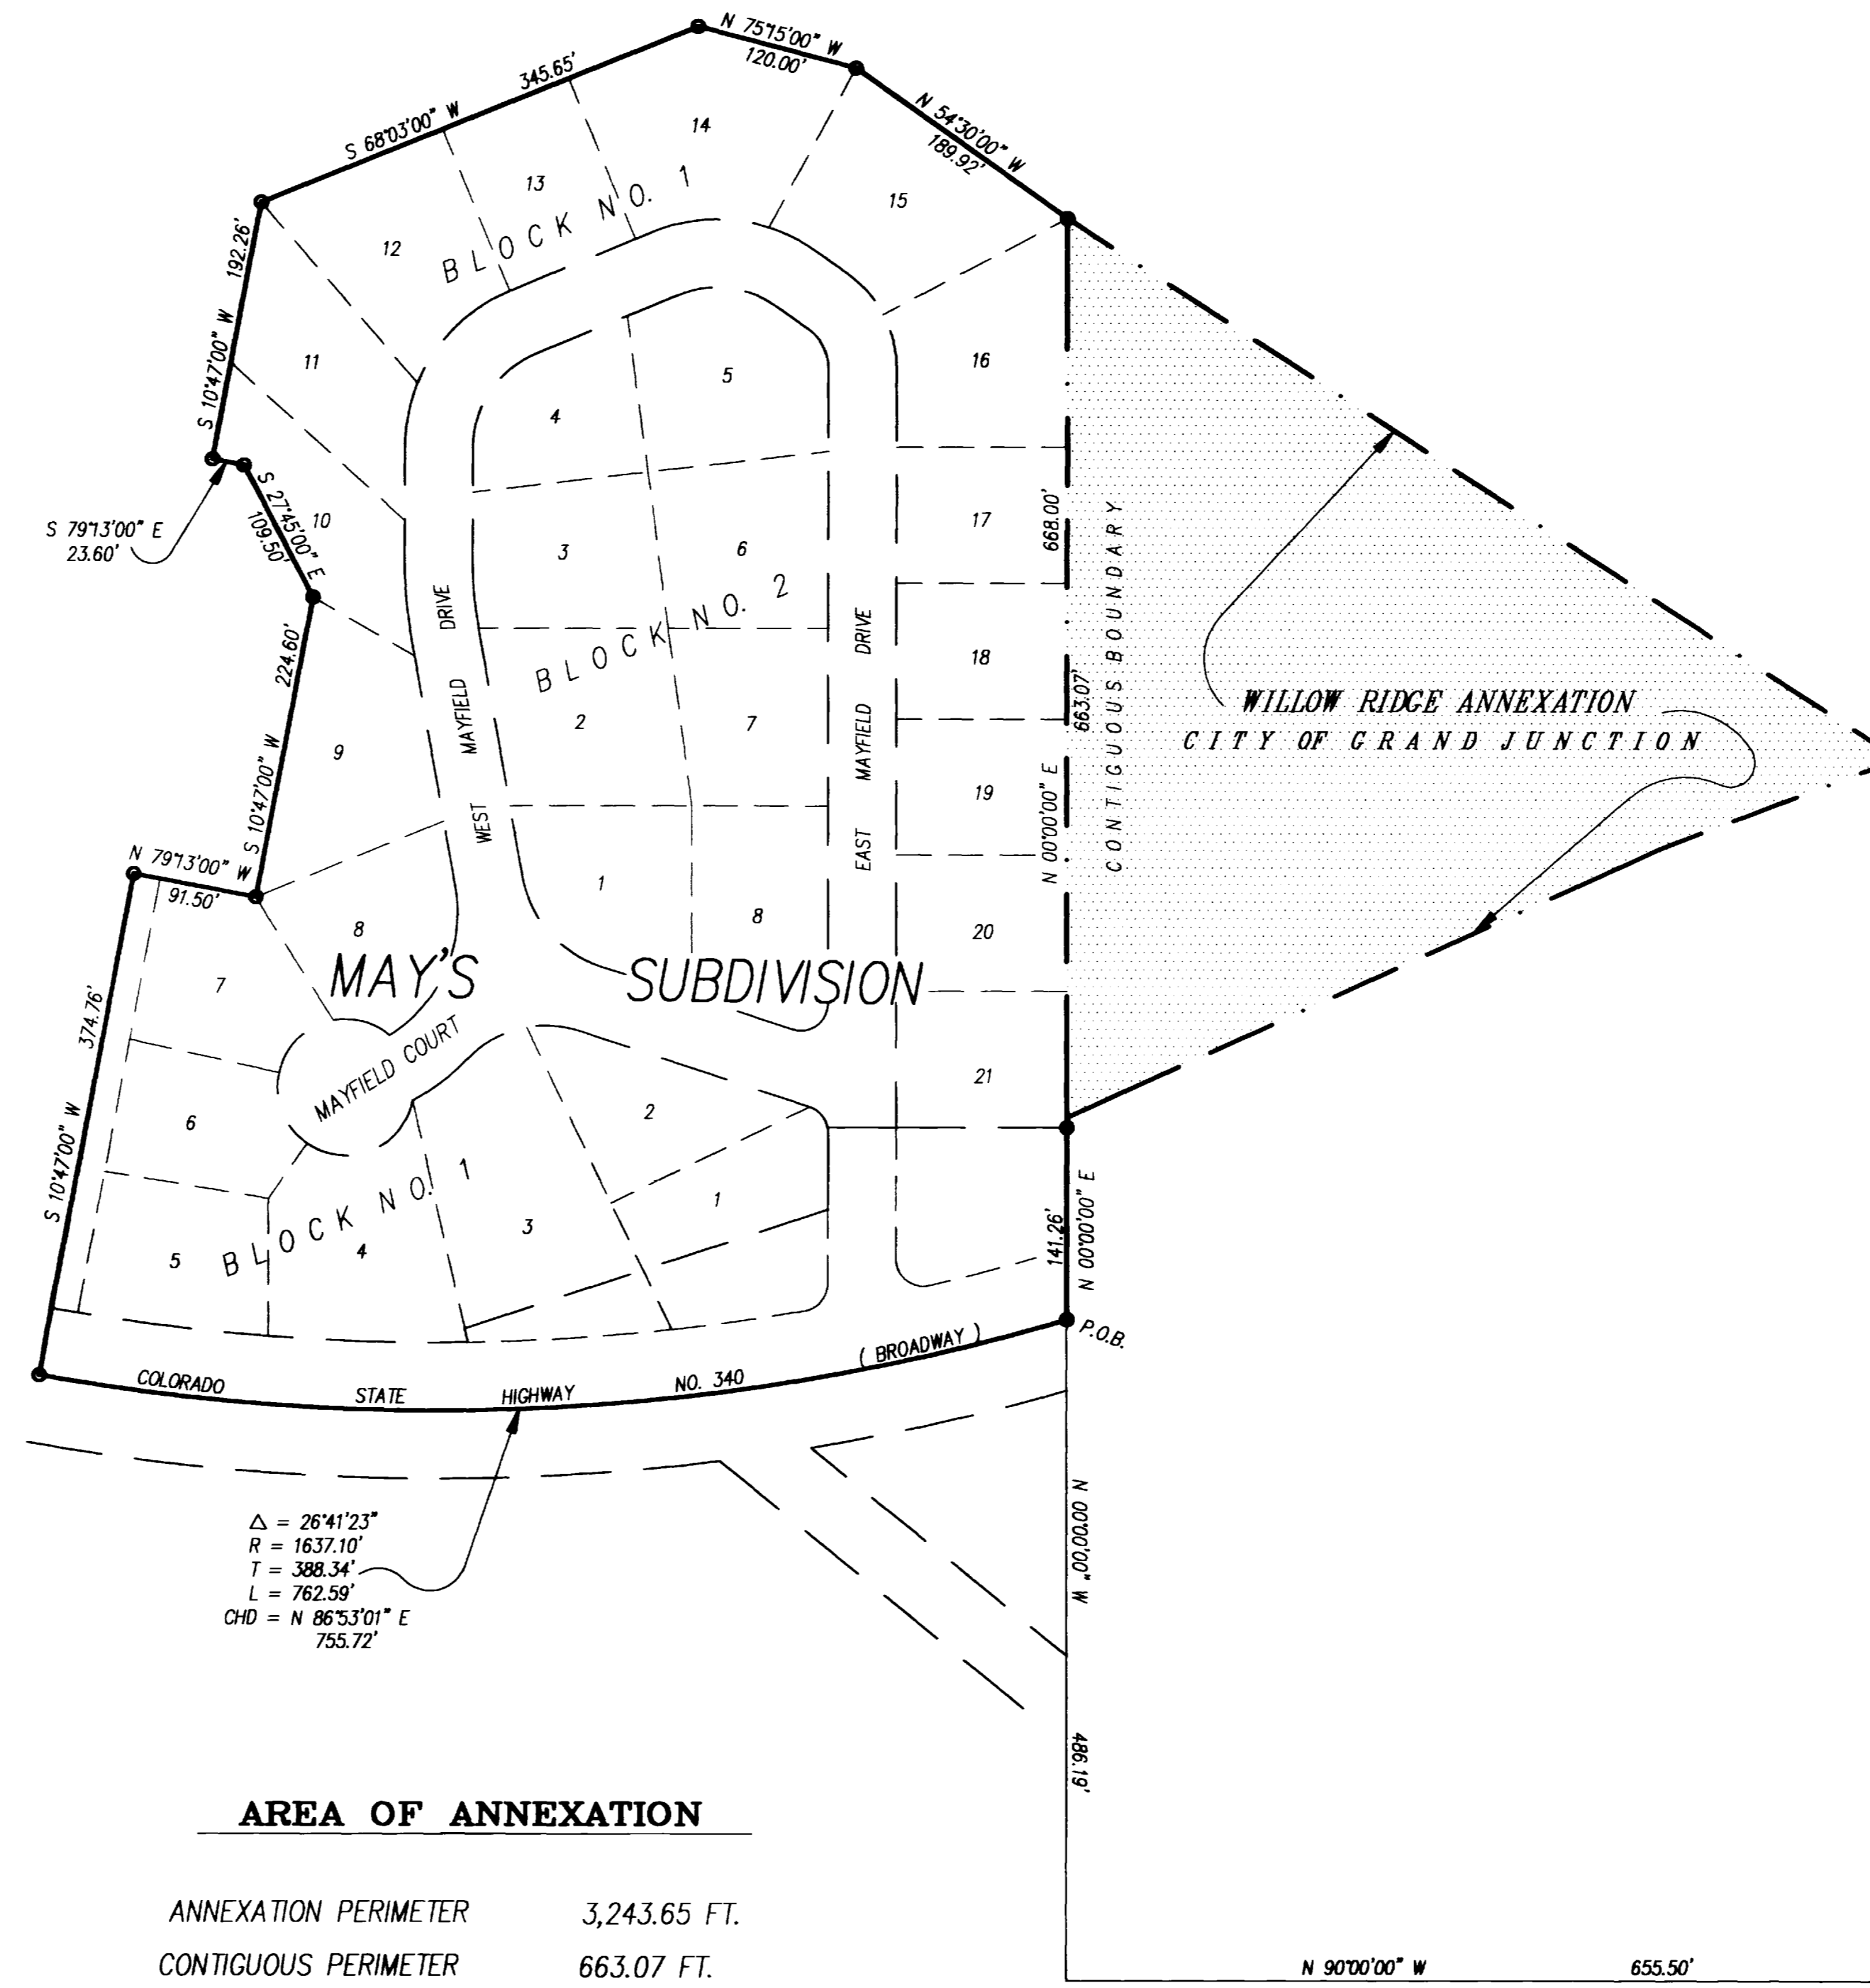 N 75°15'00" W
120.00'
345.65'
S 68°03'00" W
N 54°30'00" W
189.92'
14
13
15
12
BLOCK NO. 1
192.26'
S 10°47'00" W
11
16
5
4
S 79°13'00" E
23.60'
S 27°45'00" E
109.50'
10
17
3
6
668.00'
CONTIGUOUS BOUNDARY
BLOCK NO. 2
WEST MAYFIELD DRIVE
EAST MAYFIELD DRIVE
18
663.07'
N 00°00'00" E
224.60'
S 10°47'00" W
9
2
7
WILLOW RIDGE ANNEXATION
CITY OF GRAND JUNCTION
19
N 79°13'00" W
91.50'
1
8
8
20
7
MAY'S SUBDIVISION
374.76'
S 10°47'00" W
MAYFIELD COURT
21
6
2
BLOCK NO. 1
1
3
5
4
141.26'
N 00°00'00" E
P.O.B.
COLORADO STATE HIGHWAY NO. 340 ( BROADWAY )
Δ = 26°41'23"
R = 1637.10'
T = 388.34'
L = 762.59'
CHD = N 86°53'01" E
755.72'
N 00°00'00" W
486.19'
AREA OF ANNEXATION
ANNEXATION PERIMETER 3,243.65 FT.
CONTIGUOUS PERIMETER 663.07 FT.
N 90°00'00" W 655.50'